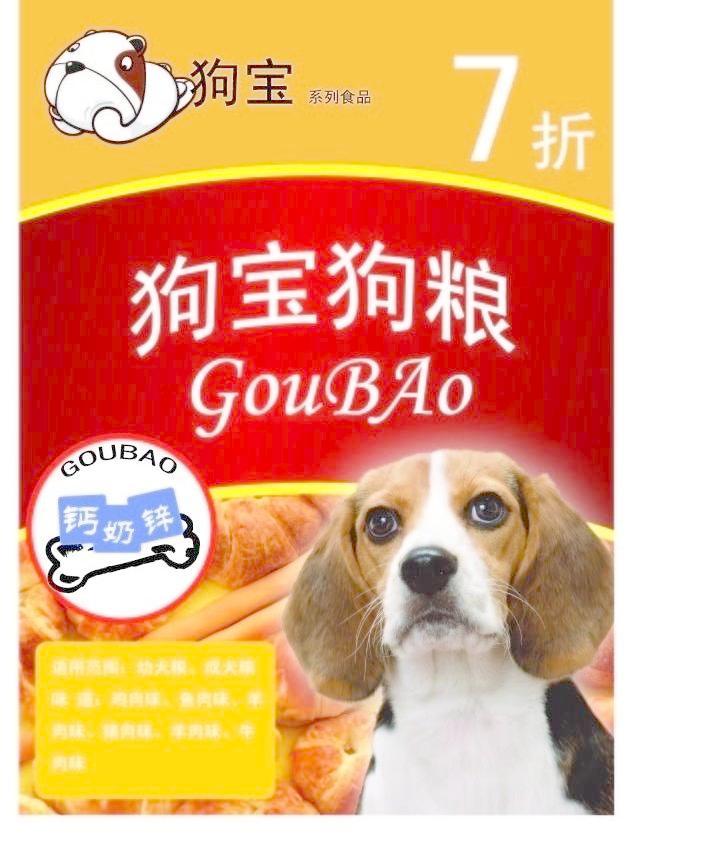 狗宝 系列食品
7折
狗宝狗粮
GouBAo
GOUBAO
钙奶锌
适用范围：幼犬粮、成犬粮
味 道：鸡肉味、鱼肉味、羊
肉味、猪肉味、羊肉味、牛
肉味